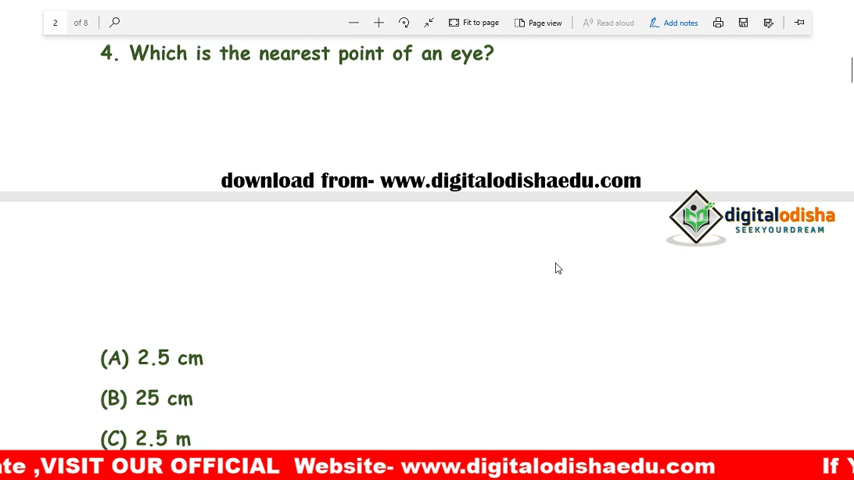 2 of 8 Fit to page Page view Read aloud Add notes
4. Which is the nearest point of an eye?
download from- www.digitalodishaedu.com
digitalodisha
SEEKYOURDREAM
(A) 2.5 cm
(B) 25 cm
(C) 2.5 m
ate ,VISIT OUR OFFICIAL Website- www.digitalodishaedu.com If Y